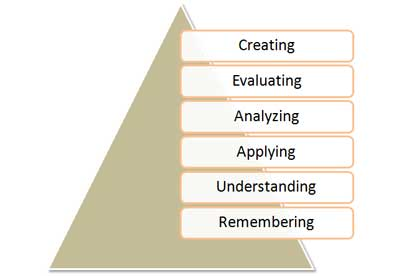 Creating
Evaluating
Analyzing
Applying
Understanding
Remembering